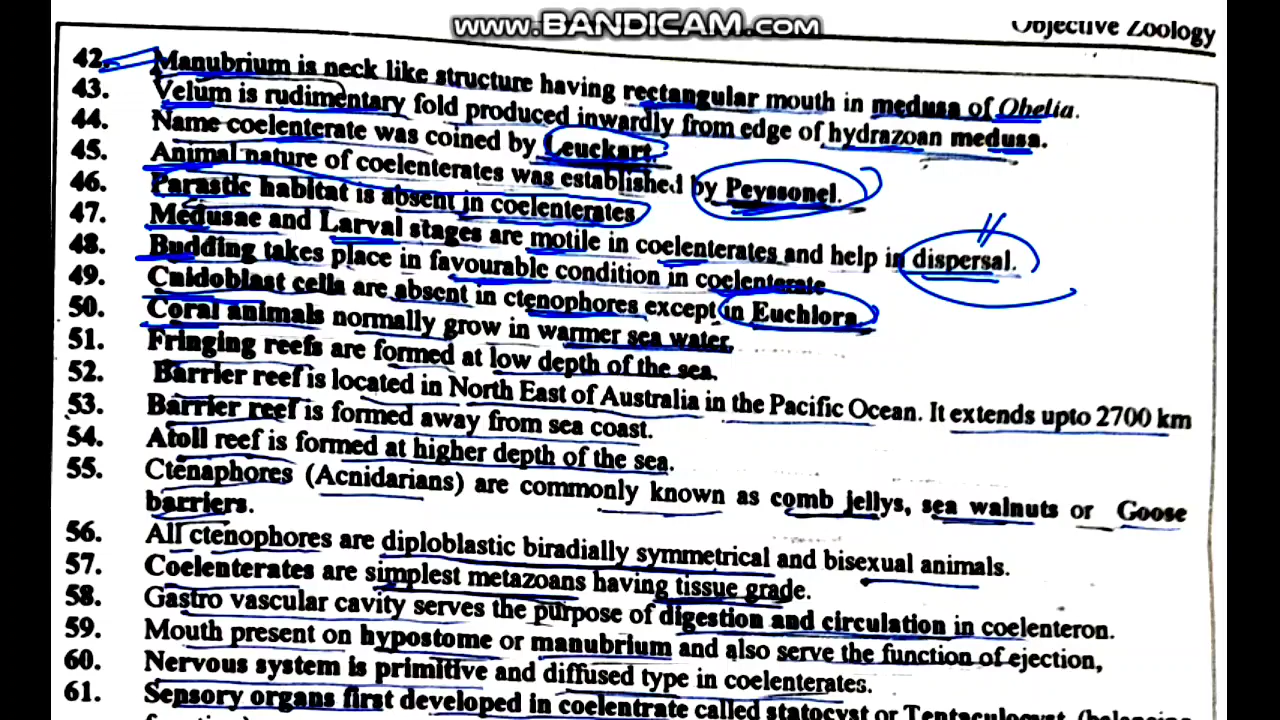 www.BANDICAM.com
Objective Zoology
42. Manubrium is neck like structure having rectangular mouth in medusa of Obelia.
43. Velum is rudimentary fold produced inwardly from edge of hydrazoan medusa.
44. Name coelenterate was coined by Leuckart.
45. Animal nature of coelenterates was established by Peyssonel.
46. Parastic habitat is absent in coelenterates
47. Medusae and Larval stages are motile in coelenterates and help in dispersal.
48. Budding takes place in favourable condition in coelenterate
49. Cnidoblast cells are absent in ctenophores except in Euchlora
50. Coral animals normally grow in warmer sea water.
51. Fringing reefs are formed at low depth of the sea.
52. Barrier reef is located in North East of Australia in the Pacific Ocean. It extends upto 2700 km
53. Barrier reef is formed away from sea coast.
54. Atoll reef is formed at higher depth of the sea.
55. Ctenaphores (Acnidarians) are commonly known as comb jellys, sea walnuts or Goose
barriers.
56. All ctenophores are diploblastic biradially symmetrical and bisexual animals.
57. Coelenterates are simplest metazoans having tissue grade.
58. Gastro vascular cavity serves the purpose of digestion and circulation in coelenteron.
59. Mouth present on hypostome or manubrium and also serve the function of ejection,
60. Nervous system is primitive and diffused type in coelenterates.
61. Sensory organs first developed in coelentrate called statocyst or Tentaculocyst (balancing